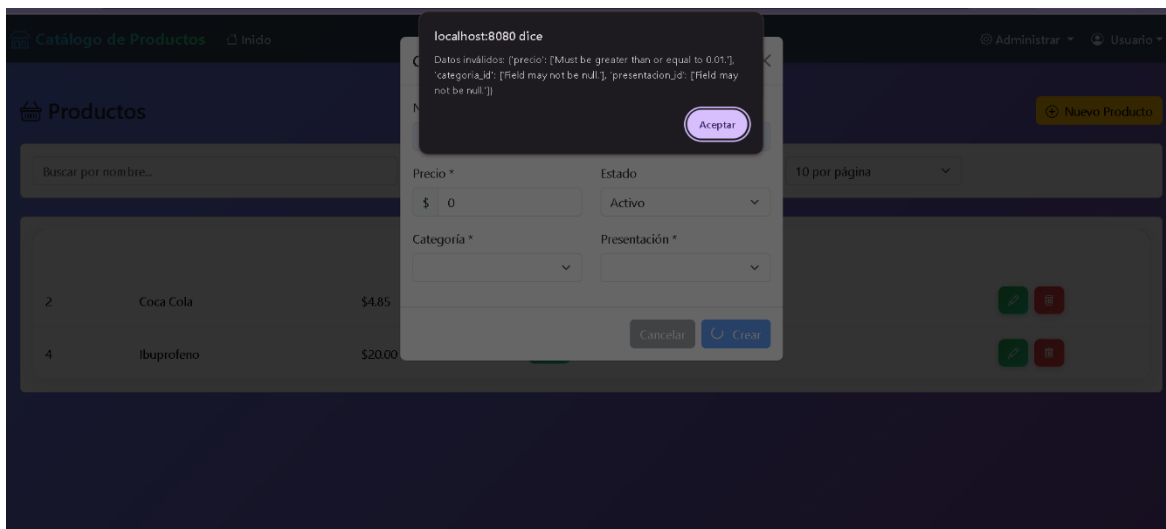 localhost:8080 dice
Datos inválidos: {'precio': ['Must be greater than or equal to 0.01.'],
'categoria_id': ['Field may not be null.'], 'presentacion_id': ['Field may
not be null.']}
Aceptar
Catálogo de Productos Inicio Administrar Usuario
Productos Nuevo Producto
Buscar por nombre... 10 por página
Precio * Estado
$ 0 Activo
Categoría * Presentación *
2 Coca Cola $4.85
Cancelar Crear
4 Ibuprofeno $20.00